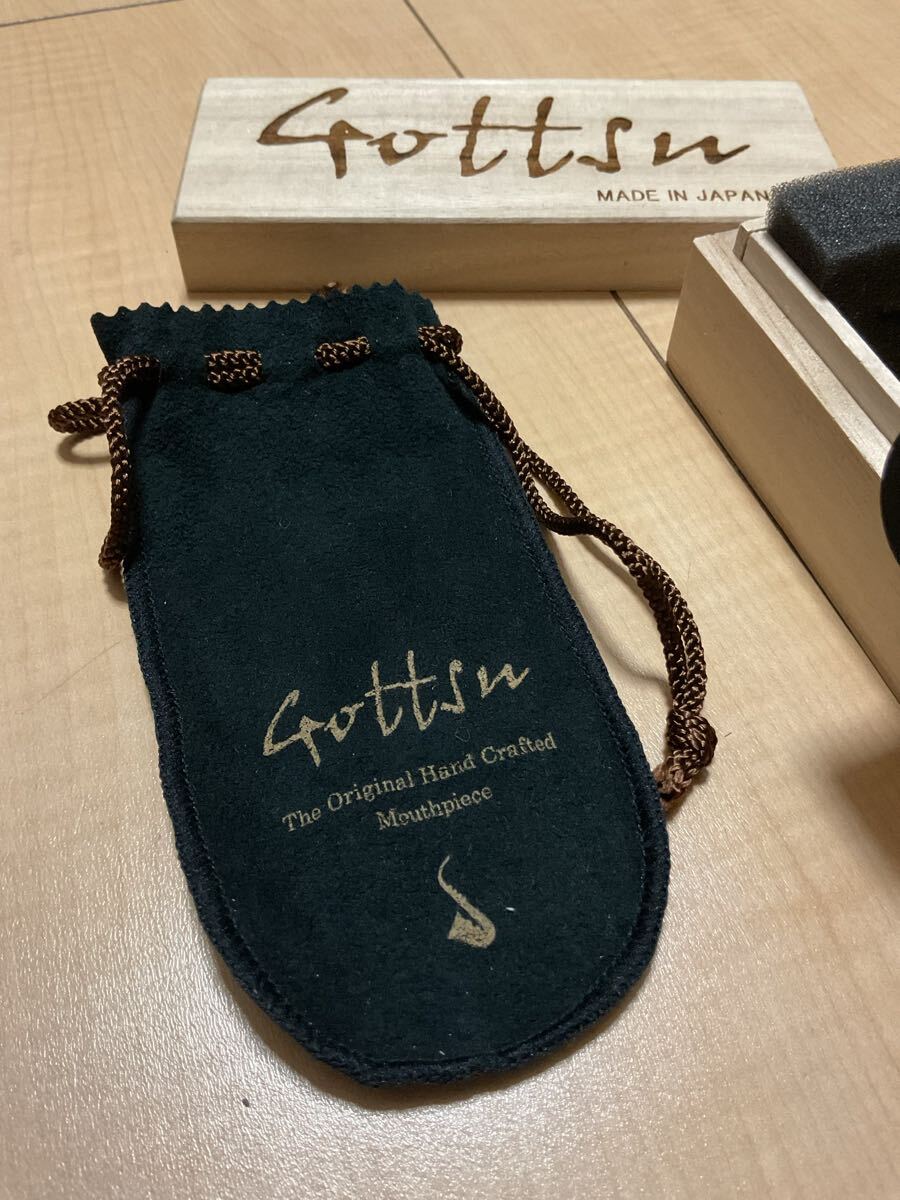 Gottsu
MADE IN JAPAN
Gottsu
The Original Hand Crafted
Mouthpiece